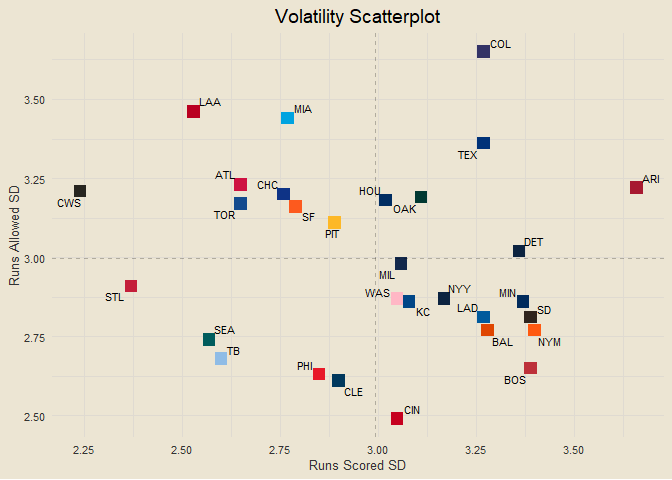 Volatility Scatterplot
COL
LAA
MIA
TEX
ATL
CHC
HOU
ARI
CWS
TOR
SF
OAK
PIT
DET
MIL
WAS
NYY
MIN
STL
KC
LAD
SD
SEA
BAL
NYM
TB
PHI
CLE
BOS
CIN
3.50
3.25
3.00
2.75
2.50
Runs Allowed SD
2.25
2.50
2.75
3.00
3.25
3.50
Runs Scored SD